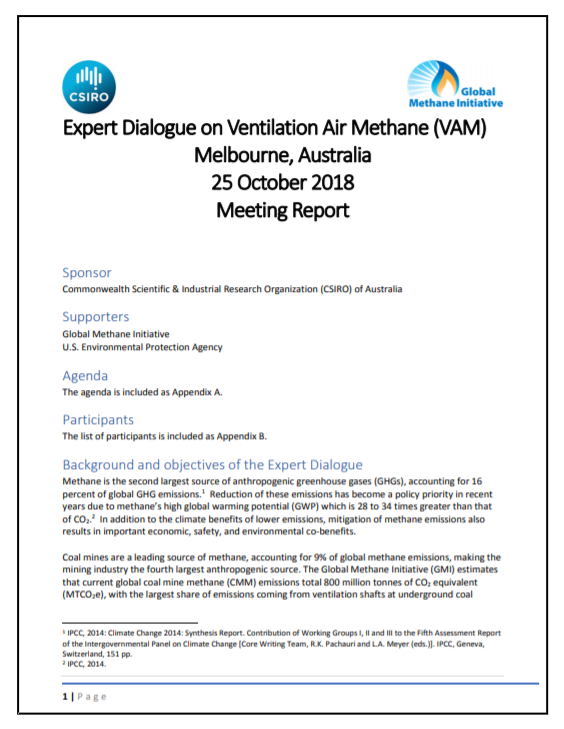 CSIRO
Global
Methane Initiative
Expert Dialogue on Ventilation Air Methane (VAM)
Melbourne, Australia
25 October 2018
Meeting Report
Sponsor
Commonwealth Scientific & Industrial Research Organization (CSIRO) of Australia
Supporters
Global Methane Initiative
U.S. Environmental Protection Agency
Agenda
The agenda is included as Appendix A.
Participants
The list of participants is included as Appendix B.
Background and objectives of the Expert Dialogue
Methane is the second largest source of anthropogenic greenhouse gases (GHGs), accounting for 16
percent of global GHG emissions.¹ Reduction of these emissions has become a policy priority in recent
years due to methane's high global warming potential (GWP) which is 28 to 34 times greater than that
of CO₂.² In addition to the climate benefits of lower emissions, mitigation of methane emissions also
results in important economic, safety, and environmental co-benefits.
Coal mines are a leading source of methane, accounting for 9% of global methane emissions, making the
mining industry the fourth largest anthropogenic source. The Global Methane Initiative (GMI) estimates
that current global coal mine methane (CMM) emissions total 800 million tonnes of CO₂ equivalent
(MTCO₂e), with the largest share of emissions coming from ventilation shafts at underground coal
¹ IPCC, 2014: Climate Change 2014: Synthesis Report. Contribution of Working Groups I, II and III to the Fifth Assessment Report
of the Intergovernmental Panel on Climate Change [Core Writing Team, R.K. Pachauri and L.A. Meyer (eds.)]. IPCC, Geneva,
Switzerland, 151 pp.
² IPCC, 2014.
1 | Page